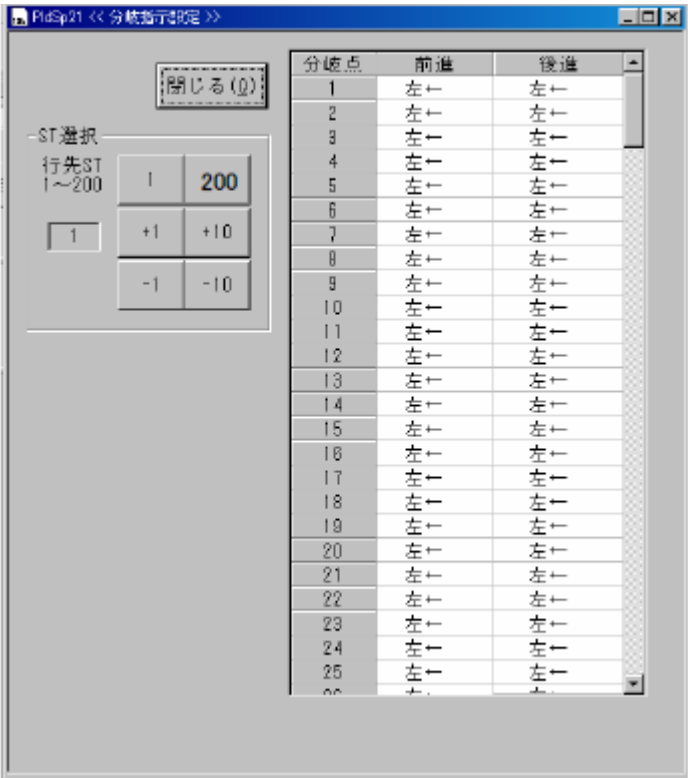 PldSp21 << 分岐指示設定 >>
閉じる(Q)
ST選択
行先ST
1～200
1
200
1
+1
+10
-1
-10
分岐点 前進 後進
1 左← 左←
2 左← 左←
3 左← 左←
4 左← 左←
5 左← 左←
6 左← 左←
7 左← 左←
8 左← 左←
9 左← 左←
10 左← 左←
11 左← 左←
12 左← 左←
13 左← 左←
14 左← 左←
15 左← 左←
16 左← 左←
17 左← 左←
18 左← 左←
19 左← 左←
20 左← 左←
21 左← 左←
22 左← 左←
23 左← 左←
24 左← 左←
25 左← 左←